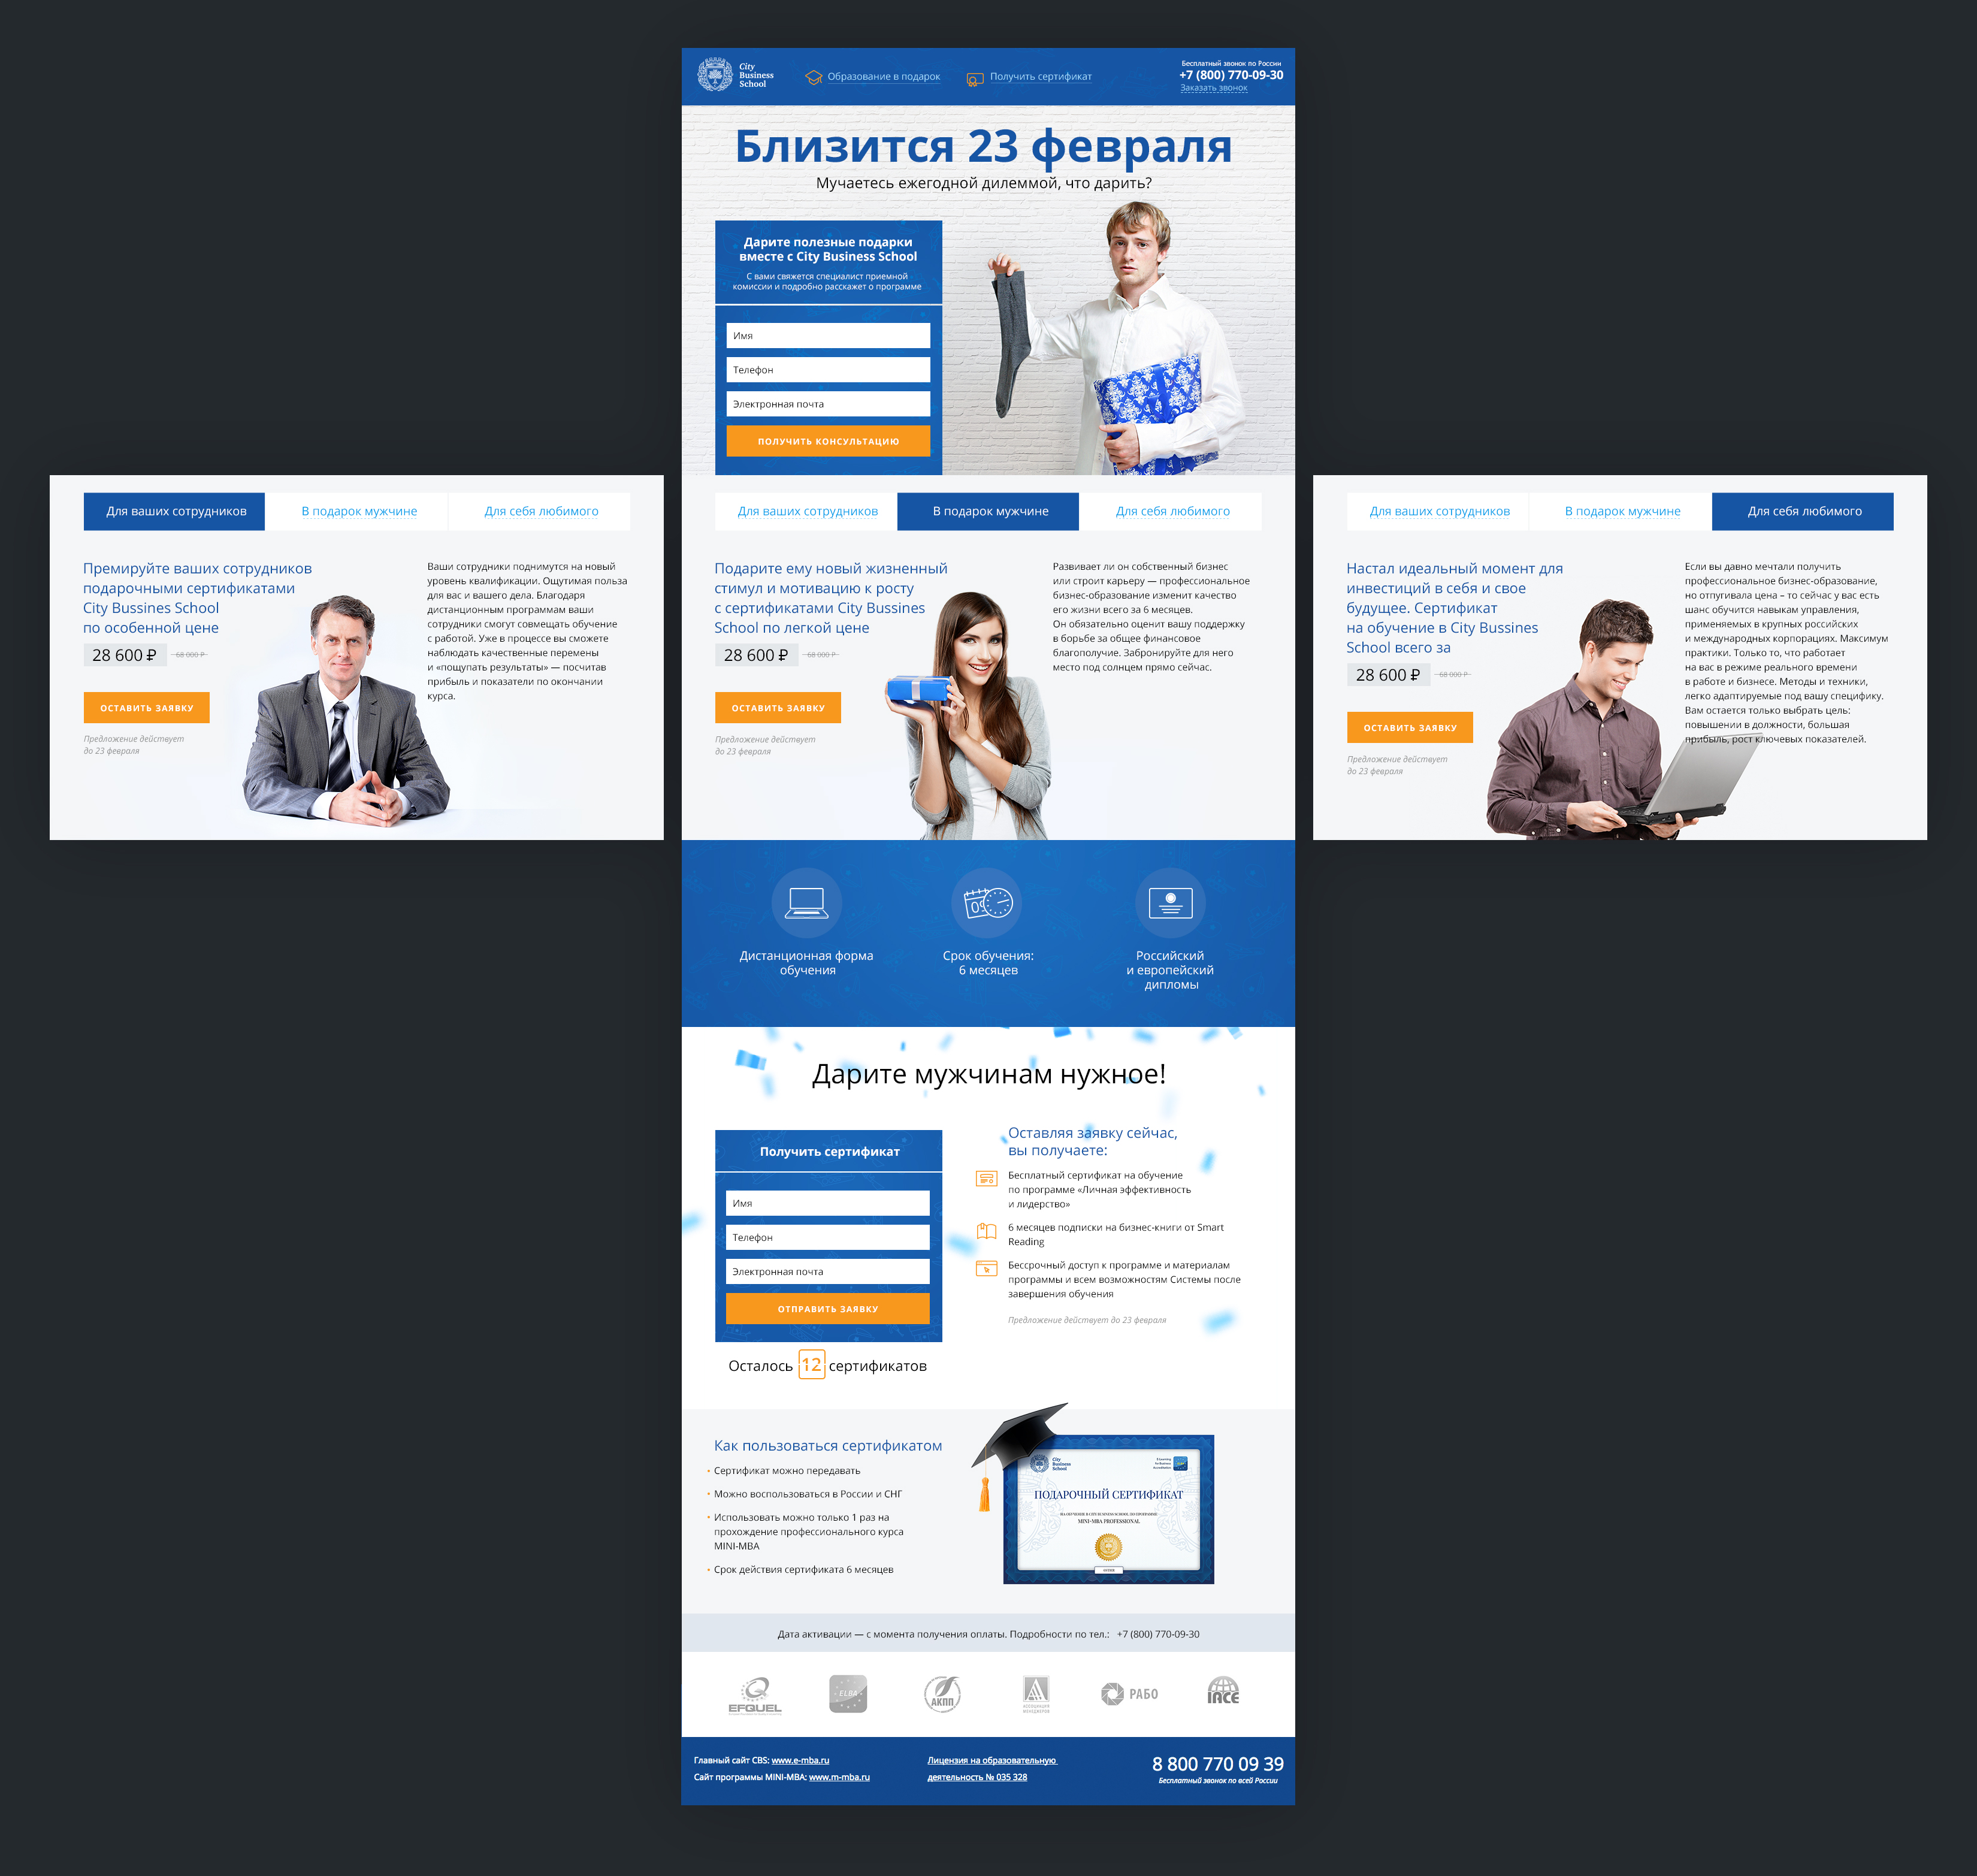 City
Business
School
Образование в подарок
Получить сертификат
Бесплатный звонок по России
+7 (800) 770-09-30
Заказать звонок
Близится 23 февраля
Мучаетесь ежегодной дилеммой, что дарить?
Дарите полезные подарки
вместе с City Business School
С вами свяжется специалист приемной
комиссии и подробно расскажет о программе
Имя
Телефон
Электронная почта
ПОЛУЧИТЬ КОНСУЛЬТАЦИЮ
Для ваших сотрудников
В подарок мужчине
Для себя любимого
Премируйте ваших сотрудников
подарочными сертификатами
City Bussines School
по особенной цене
28 600 ₽
68 000 ₽
ОСТАВИТЬ ЗАЯВКУ
Предложение действует
до 23 февраля
Ваши сотрудники поднимутся на новый
уровень квалификации. Ощутимая польза
для вас и вашего дела. Благодаря
дистанционным программам ваши
сотрудники смогут совмещать обучение
с работой. Уже в процессе вы сможете
наблюдать качественные перемены
и «пощупать результаты» — посчитав
прибыль и показатели по окончании
курса.
Для ваших сотрудников
В подарок мужчине
Для себя любимого
Подарите ему новый жизненный
стимул и мотивацию к росту
с сертификатами City Bussines
School по легкой цене
28 600 ₽
68 000 ₽
ОСТАВИТЬ ЗАЯВКУ
Предложение действует
до 23 февраля
Развивает ли он собственный бизнес
или строит карьеру — профессиональное
бизнес-образование изменит качество
его жизни всего за 6 месяцев.
Он обязательно оценит вашу поддержку
в борьбе за общее финансовое
благополучие. Забронируйте для него
место под солнцем прямо сейчас.
Для ваших сотрудников
В подарок мужчине
Для себя любимого
Настал идеальный момент для
инвестиций в себя и свое
будущее. Сертификат
на обучение в City Bussines
School всего за
28 600 ₽
68 000 ₽
ОСТАВИТЬ ЗАЯВКУ
Предложение действует
до 23 февраля
Если вы давно мечтали получить
профессиональное бизнес-образование,
но отпугивала цена – то сейчас у вас есть
шанс обучится навыкам управления,
применяемых в крупных российских
и международных корпорациях. Максимум
практики. Только то, что работает
на вас в режиме реального времени
в работе и бизнесе. Методы и техники,
легко адаптируемые под вашу специфику.
Вам остается только выбрать цель:
повышении в должности, большая
прибыль, рост ключевых показателей.
Дистанционная форма
обучения
Срок обучения:
6 месяцев
Российский
и европейский
дипломы
Дарите мужчинам нужное!
Получить сертификат
Имя
Телефон
Электронная почта
ОТПРАВИТЬ ЗАЯВКУ
Осталось 12 сертификатов
Оставляя заявку сейчас,
вы получаете:
Бесплатный сертификат на обучение
по программе «Личная эффективность
и лидерство»
6 месяцев подписки на бизнес-книги от Smart
Reading
Бессрочный доступ к программе и материалам
программы и всем возможностям Системы после
завершения обучения
Предложение действует до 23 февраля
Как пользоваться сертификатом
Сертификат можно передавать
Можно воспользоваться в России и СНГ
Использовать можно только 1 раз на
прохождение профессионального курса
MINI-MBA
Срок действия сертификата 6 месяцев
City
Business
School
ПОДАРОЧНЫЙ СЕРТИФИКАТ
НА ОБУЧЕНИЕ В CITY BUSINESS SCHOOL ПО ПРОГРАММЕ
MINI-MBA PROFESSIONAL
Дата активации — с момента получения оплаты. Подробности по тел.: +7 (800) 770-09-30
EFQUEL
ELBA
АКПП
АССОЦИАЦИЯ
МЕНЕДЖЕРОВ
РАБО
IACE
Главный сайт CBS: www.e-mba.ru
Сайт программы MINI-MBA: www.m-mba.ru
Лицензия на образовательную
деятельность № 035 328
8 800 770 09 39
Бесплатный звонок по всей России